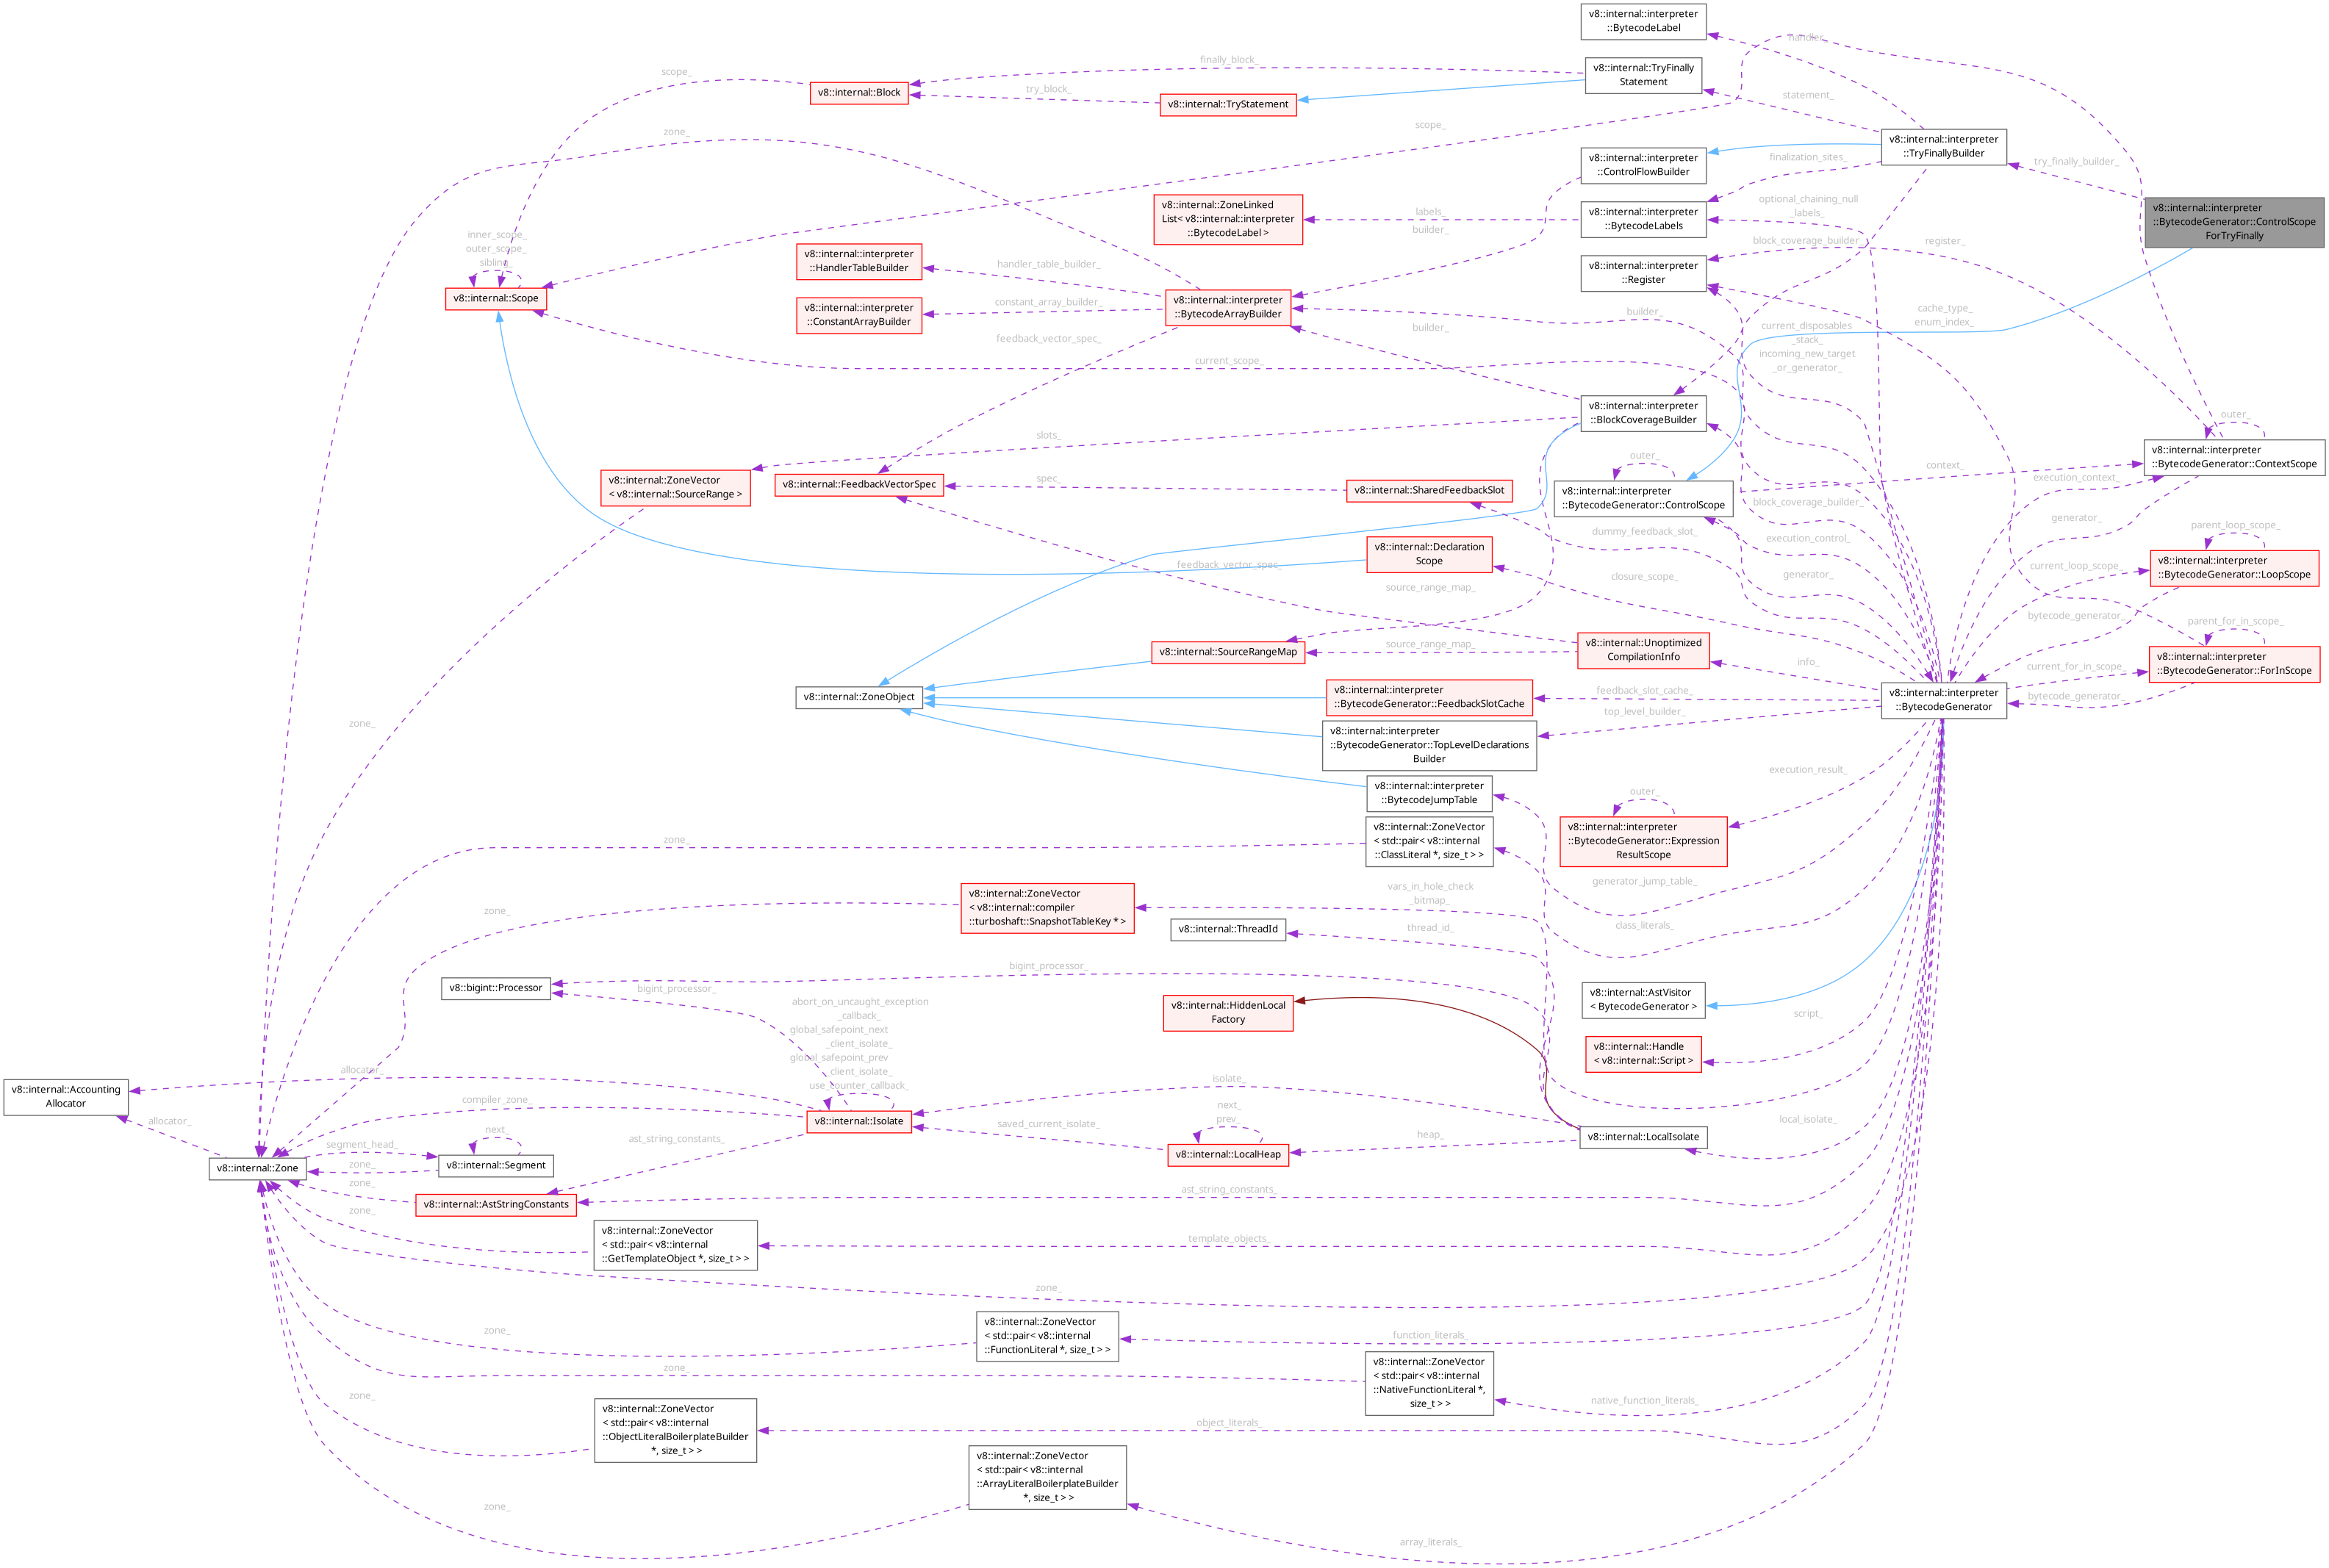 v8::internal::interpreter
::BytecodeLabel
handler_
v8::internal::TryFinally
Statement
finally_block_
scope_
v8::internal::Block
try_block_
v8::internal::TryStatement
statement_
scope_
zone_
v8::internal::interpreter
::TryFinallyBuilder
v8::internal::interpreter
::ControlFlowBuilder
finalization_sites_
try_finally_builder_
v8::internal::ZoneLinked
List< v8::internal::interpreter
::BytecodeLabel >
labels_
builder_
v8::internal::interpreter
::BytecodeLabels
optional_chaining_null
_labels_
v8::internal::interpreter
::BytecodeGenerator::ControlScope
ForTryFinally
inner_scope_
outer_scope_
sibling_
v8::internal::interpreter
::HandlerTableBuilder
handler_table_builder_
block_coverage_builder_
register_
v8::internal::interpreter
::Register
v8::internal::Scope
v8::internal::interpreter
::ConstantArrayBuilder
constant_array_builder_
v8::internal::interpreter
::BytecodeArrayBuilder
builder_
cache_type_
enum_index_
feedback_vector_spec_
builder_
current_disposables
_stack_
incoming_new_target
_or_generator_
current_scope_
v8::internal::interpreter
::BlockCoverageBuilder
outer_
slots_
v8::internal::interpreter
::BytecodeGenerator::ContextScope
v8::internal::ZoneVector
< v8::internal::SourceRange >
v8::internal::FeedbackVectorSpec
spec_
v8::internal::SharedFeedbackSlot
outer_
context_
v8::internal::interpreter
::BytecodeGenerator::ControlScope
execution_context_
block_coverage_builder_
generator_
dummy_feedback_slot_
execution_control_
parent_loop_scope_
v8::internal::Declaration
Scope
feedback_vector_spec_
closure_scope_
generator_
current_loop_scope_
v8::internal::interpreter
::BytecodeGenerator::LoopScope
source_range_map_
bytecode_generator_
parent_for_in_scope_
v8::internal::SourceRangeMap
source_range_map_
v8::internal::Unoptimized
CompilationInfo
info_
current_for_in_scope_
v8::internal::interpreter
::BytecodeGenerator::ForInScope
v8::internal::ZoneObject
v8::internal::interpreter
::BytecodeGenerator::FeedbackSlotCache
feedback_slot_cache_
v8::internal::interpreter
::BytecodeGenerator
bytecode_generator_
top_level_builder_
zone_
v8::internal::interpreter
::BytecodeGenerator::TopLevelDeclarations
Builder
execution_result_
v8::internal::interpreter
::BytecodeJumpTable
outer_
v8::internal::ZoneVector
< std::pair< v8::internal
::ClassLiteral *, size_t > >
zone_
v8::internal::interpreter
::BytecodeGenerator::Expression
ResultScope
generator_jump_table_
v8::internal::ZoneVector
< v8::internal::compiler
::turboshaft::SnapshotTableKey * >
vars_in_hole_check
_bitmap_
zone_
v8::internal::ThreadId
thread_id_
class_literals_
v8::bigint::Processor
bigint_processor_
bigint_processor_
v8::internal::AstVisitor
< BytecodeGenerator >
abort_on_uncaught_exception
_callback_
global_safepoint_next
_client_isolate_
global_safepoint_prev
_client_isolate_
use_counter_callback_
v8::internal::HiddenLocal
Factory
script_
v8::internal::Handle
< v8::internal::Script >
v8::internal::Accounting
Allocator
allocator_
isolate_
compiler_zone_
v8::internal::Isolate
next_
prev_
local_isolate_
allocator_
next_
segment_head_
ast_string_constants_
saved_current_isolate_
heap_
v8::internal::LocalIsolate
v8::internal::Zone
zone_
v8::internal::Segment
v8::internal::LocalHeap
zone_
v8::internal::AstStringConstants
ast_string_constants_
zone_
v8::internal::ZoneVector
< std::pair< v8::internal
::GetTemplateObject *, size_t > >
template_objects_
zone_
v8::internal::ZoneVector
< std::pair< v8::internal
::FunctionLiteral *, size_t > >
zone_
function_literals_
zone_
v8::internal::ZoneVector
< std::pair< v8::internal
::NativeFunctionLiteral *,
size_t > >
native_function_literals_
zone_
v8::internal::ZoneVector
< std::pair< v8::internal
::ObjectLiteralBoilerplateBuilder
*, size_t > >
object_literals_
v8::internal::ZoneVector
< std::pair< v8::internal
::ArrayLiteralBoilerplateBuilder
*, size_t > >
zone_
array_literals_